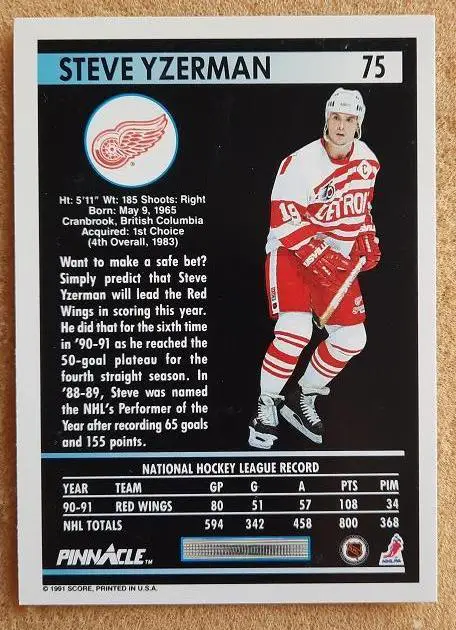 STEVE YZERMAN 75
Ht: 5'11" Wt: 185 Shoots: Right
Born: May 9, 1965
Cranbrook, British Columbia
Acquired: 1st Choice
(4th Overall, 1983)
Want to make a safe bet?
Simply predict that Steve
Yzerman will lead the Red
Wings in scoring this year.
He did that for the sixth time
in '90-91 as he reached the
50-goal plateau for the
fourth straight season. In
'88-89, Steve was named
the NHL's Performer of the
Year after recording 65 goals
and 155 points.
19
DETROIT
C
NATIONAL HOCKEY LEAGUE RECORD
YEAR TEAM GP G A PTS PIM
90-91 RED WINGS 80 51 57 108 34
NHL TOTALS 594 342 458 800 368
PINNACLE™
NHLPA
© 1991 SCORE, PRINTED IN U.S.A.